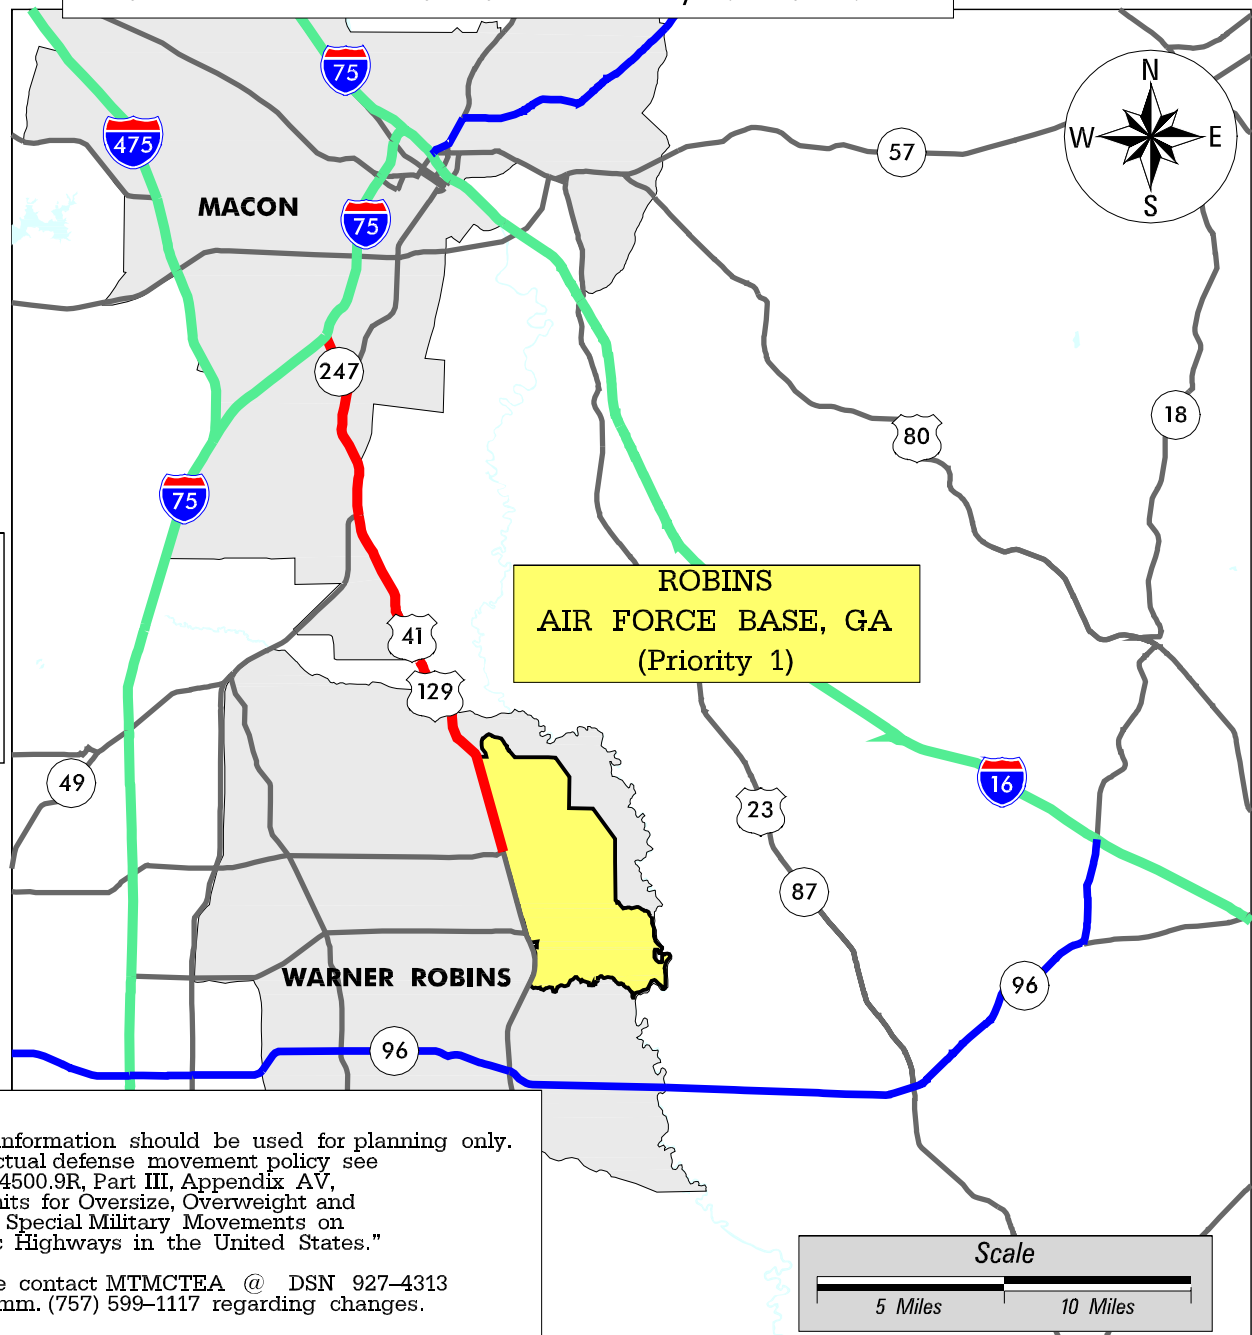 75
475
MACON
75
57
N
W E
S
247
80
18
75
ROBINS
AIR FORCE BASE, GA
(Priority 1)
41
129
49
16
23
87
WARNER ROBINS
96
96
information should be used for planning only.
ctual defense movement policy see
4500.9R, Part III, Appendix AV,
its for Oversize, Overweight and
Special Military Movements on
c Highways in the United States.”
e contact MTMCTEA @ DSN 927–4313
mm. (757) 599–1117 regarding changes.
Scale
5 Miles 10 Miles